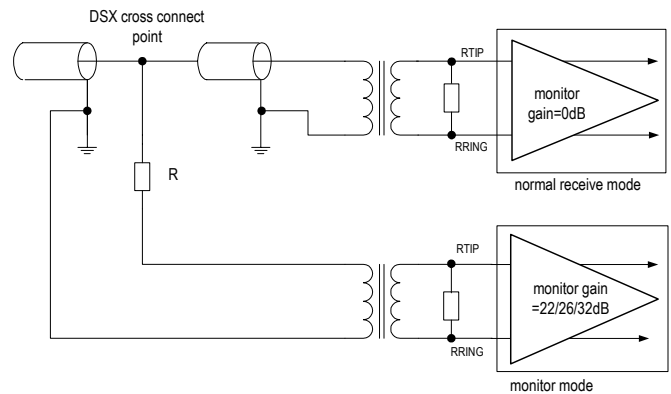 DSX cross connect
point
RTIP
monitor
gain=0dB
RRING
normal receive mode
R
RTIP
monitor gain
=22/26/32dB
RRING
monitor mode